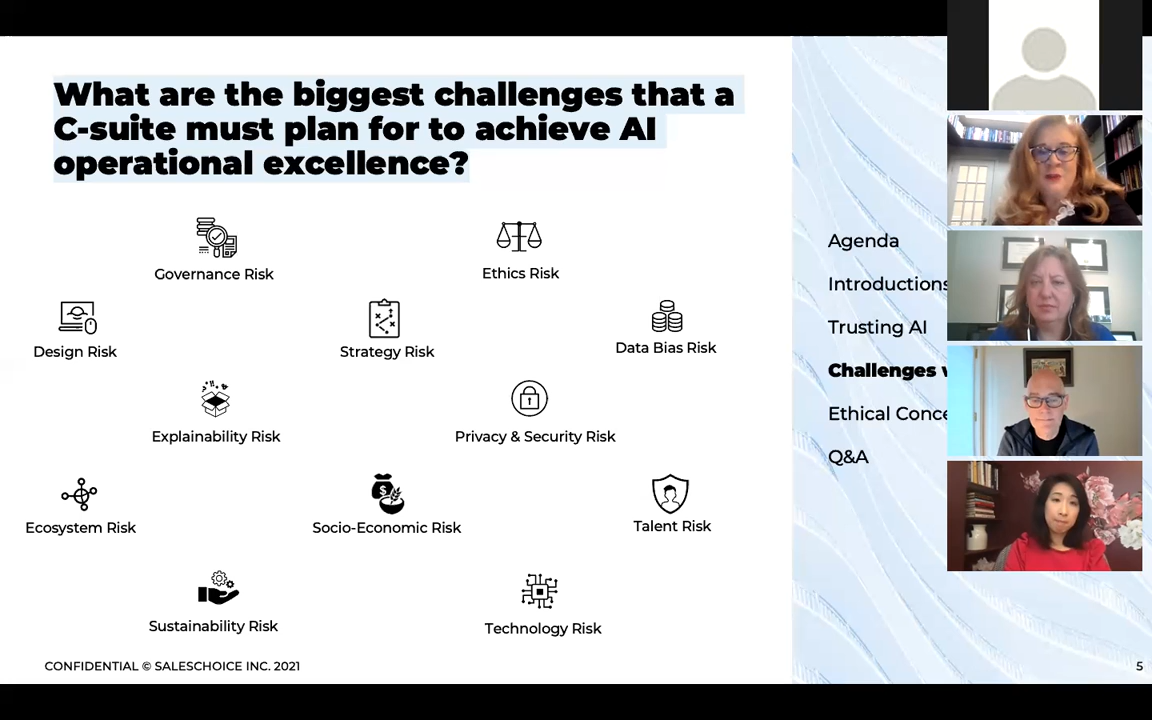 What are the biggest challenges that a
C-suite must plan for to achieve AI
operational excellence?
Governance Risk
Ethics Risk
Design Risk
Strategy Risk
Data Bias Risk
Explainability Risk
Privacy & Security Risk
Ecosystem Risk
Socio-Economic Risk
Talent Risk
Sustainability Risk
Technology Risk
CONFIDENTIAL © SALESCHOICE INC. 2021
Agenda
Introductions
Trusting AI
Challenges
Ethical
Q&A
5